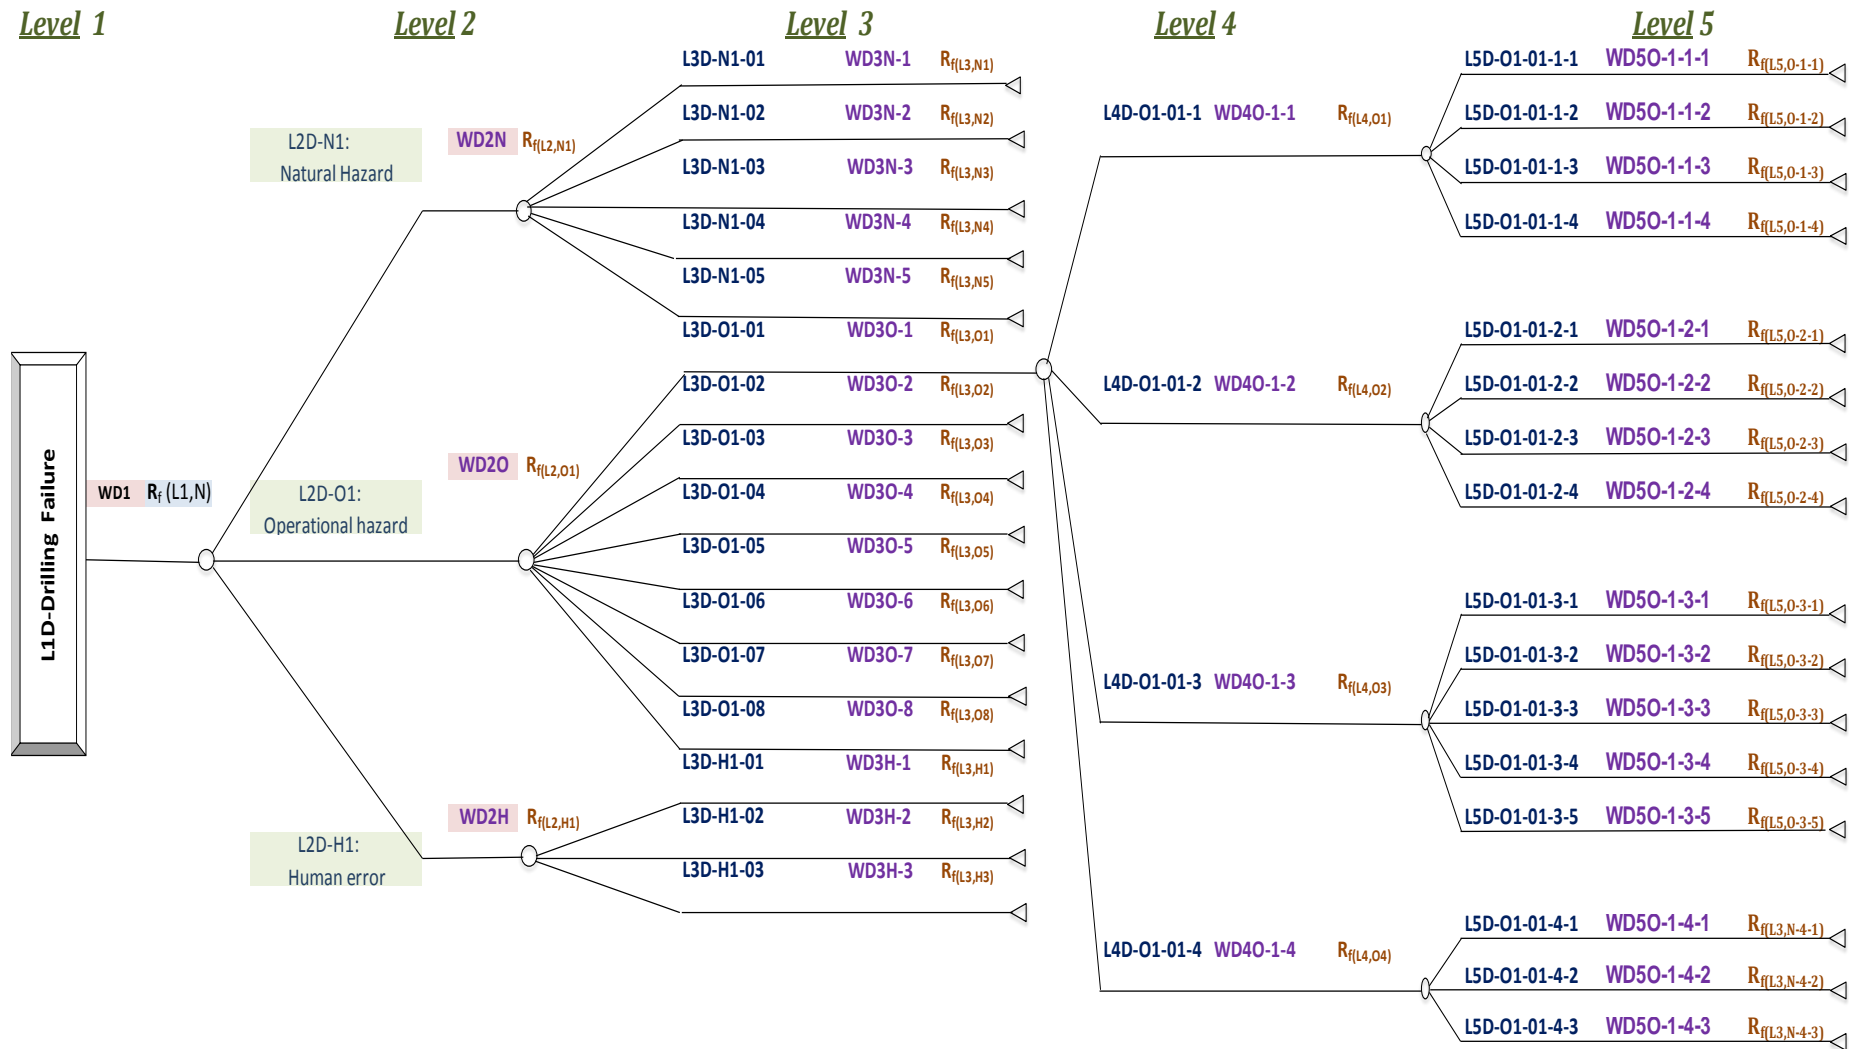 Level 1
Level 2
Level 3
Level 4
Level 5
L1D-Drilling Failure
WD1 Rf (L1,N)
L2D-N1:
Natural Hazard
WD2N Rf(L2,N1)
L2D-O1:
Operational hazard
WD2O Rf(L2,O1)
L2D-H1:
Human error
WD2H Rf(L2,H1)
L3D-N1-01 WD3N-1 Rf(L3,N1)
L3D-N1-02 WD3N-2 Rf(L3,N2)
L3D-N1-03 WD3N-3 Rf(L3,N3)
L3D-N1-04 WD3N-4 Rf(L3,N4)
L3D-N1-05 WD3N-5 Rf(L3,N5)
L3D-O1-01 WD3O-1 Rf(L3,O1)
L3D-O1-02 WD3O-2 Rf(L3,O2)
L3D-O1-03 WD3O-3 Rf(L3,O3)
L3D-O1-04 WD3O-4 Rf(L3,O4)
L3D-O1-05 WD3O-5 Rf(L3,O5)
L3D-O1-06 WD3O-6 Rf(L3,O6)
L3D-O1-07 WD3O-7 Rf(L3,O7)
L3D-O1-08 WD3O-8 Rf(L3,O8)
L3D-H1-01 WD3H-1 Rf(L3,H1)
L3D-H1-02 WD3H-2 Rf(L3,H2)
L3D-H1-03 WD3H-3 Rf(L3,H3)
L4D-O1-01-1 WD4O-1-1 Rf(L4,O1)
L4D-O1-01-2 WD4O-1-2 Rf(L4,O2)
L4D-O1-01-3 WD4O-1-3 Rf(L4,O3)
L4D-O1-01-4 WD4O-1-4 Rf(L4,O4)
L5D-O1-01-1-1 WD5O-1-1-1 Rf(L5,O-1-1)
L5D-O1-01-1-2 WD5O-1-1-2 Rf(L5,O-1-2)
L5D-O1-01-1-3 WD5O-1-1-3 Rf(L5,O-1-3)
L5D-O1-01-1-4 WD5O-1-1-4 Rf(L5,O-1-4)
L5D-O1-01-2-1 WD5O-1-2-1 Rf(L5,O-2-1)
L5D-O1-01-2-2 WD5O-1-2-2 Rf(L5,O-2-2)
L5D-O1-01-2-3 WD5O-1-2-3 Rf(L5,O-2-3)
L5D-O1-01-2-4 WD5O-1-2-4 Rf(L5,O-2-4)
L5D-O1-01-3-1 WD5O-1-3-1 Rf(L5,O-3-1)
L5D-O1-01-3-2 WD5O-1-3-2 Rf(L5,O-3-2)
L5D-O1-01-3-3 WD5O-1-3-3 Rf(L5,O-3-3)
L5D-O1-01-3-4 WD5O-1-3-4 Rf(L5,O-3-4)
L5D-O1-01-3-5 WD5O-1-3-5 Rf(L5,O-3-5)
L5D-O1-01-4-1 WD5O-1-4-1 Rf(L3,N-4-1)
L5D-O1-01-4-2 WD5O-1-4-2 Rf(L3,N-4-2)
L5D-O1-01-4-3 WD5O-1-4-3 Rf(L3,N-4-3)